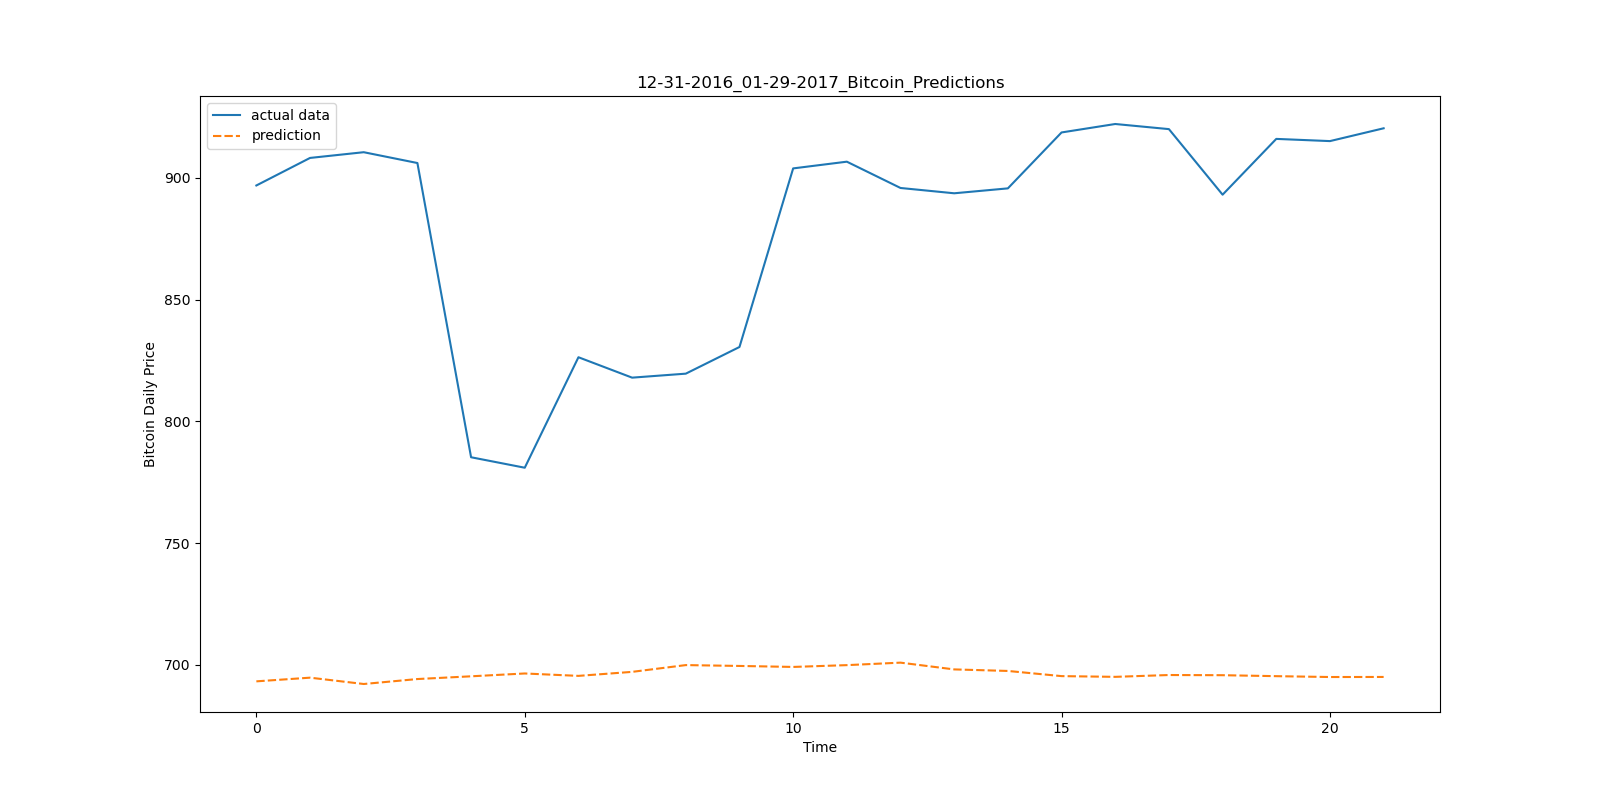 12-31-2016_01-29-2017_Bitcoin_Predictions
actual data
prediction
900
850
800
750
700
Bitcoin Daily Price
0 5 10 15 20
Time